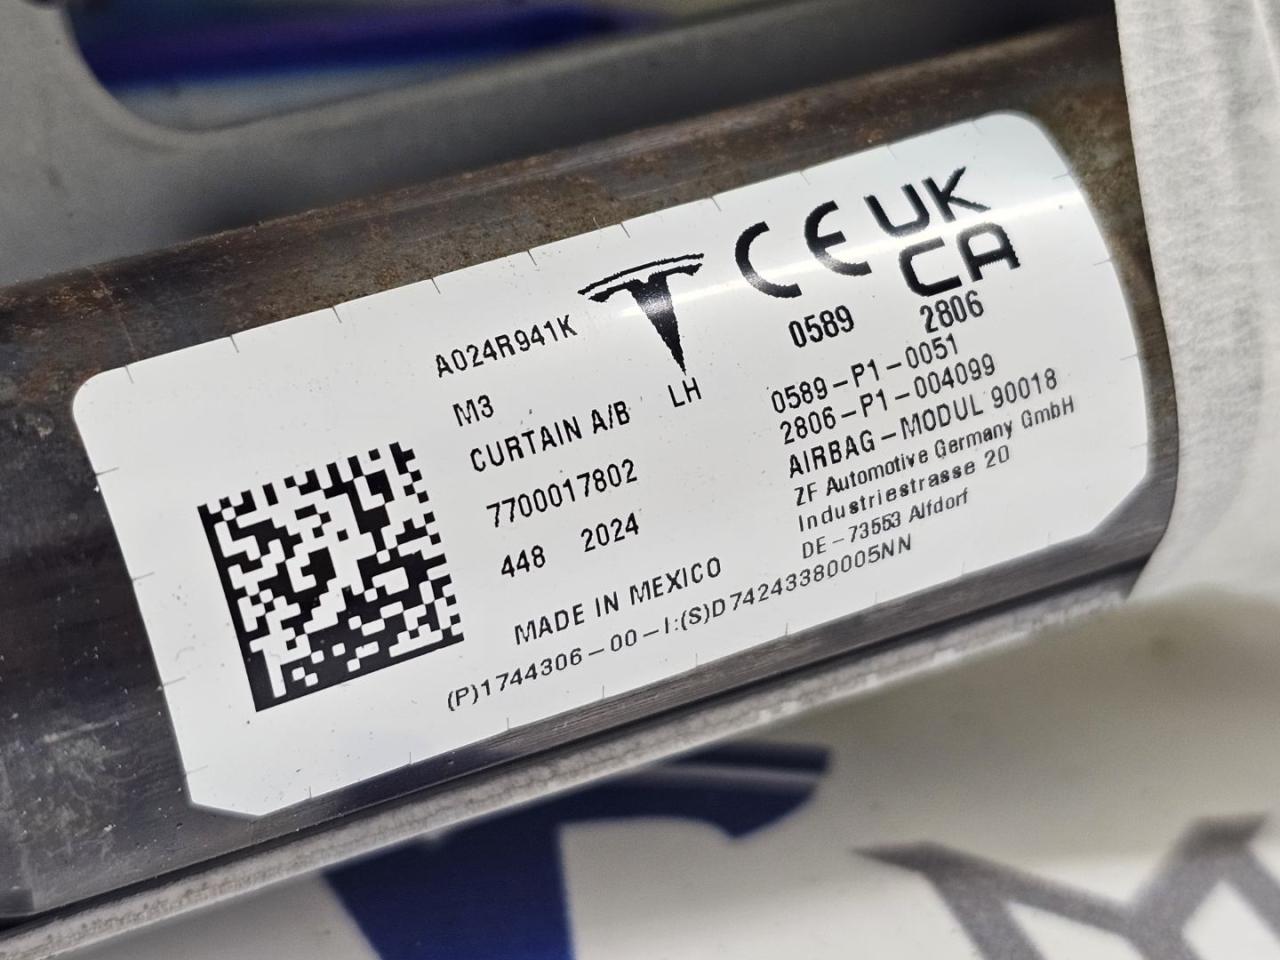 A024R941K
M3
CURTAIN A/B LH
7700017802
448 2024
MADE IN MEXICO
(P)1744306-00-I:(S)D74243380005NN
CE UK
CA
0589 2806
0589-P1-0051
2806-P1-004099
AIRBAG-MODUL 90018
ZF Automotive Germany GmbH
Industriestrasse 20
DE-73553 Alfdorf